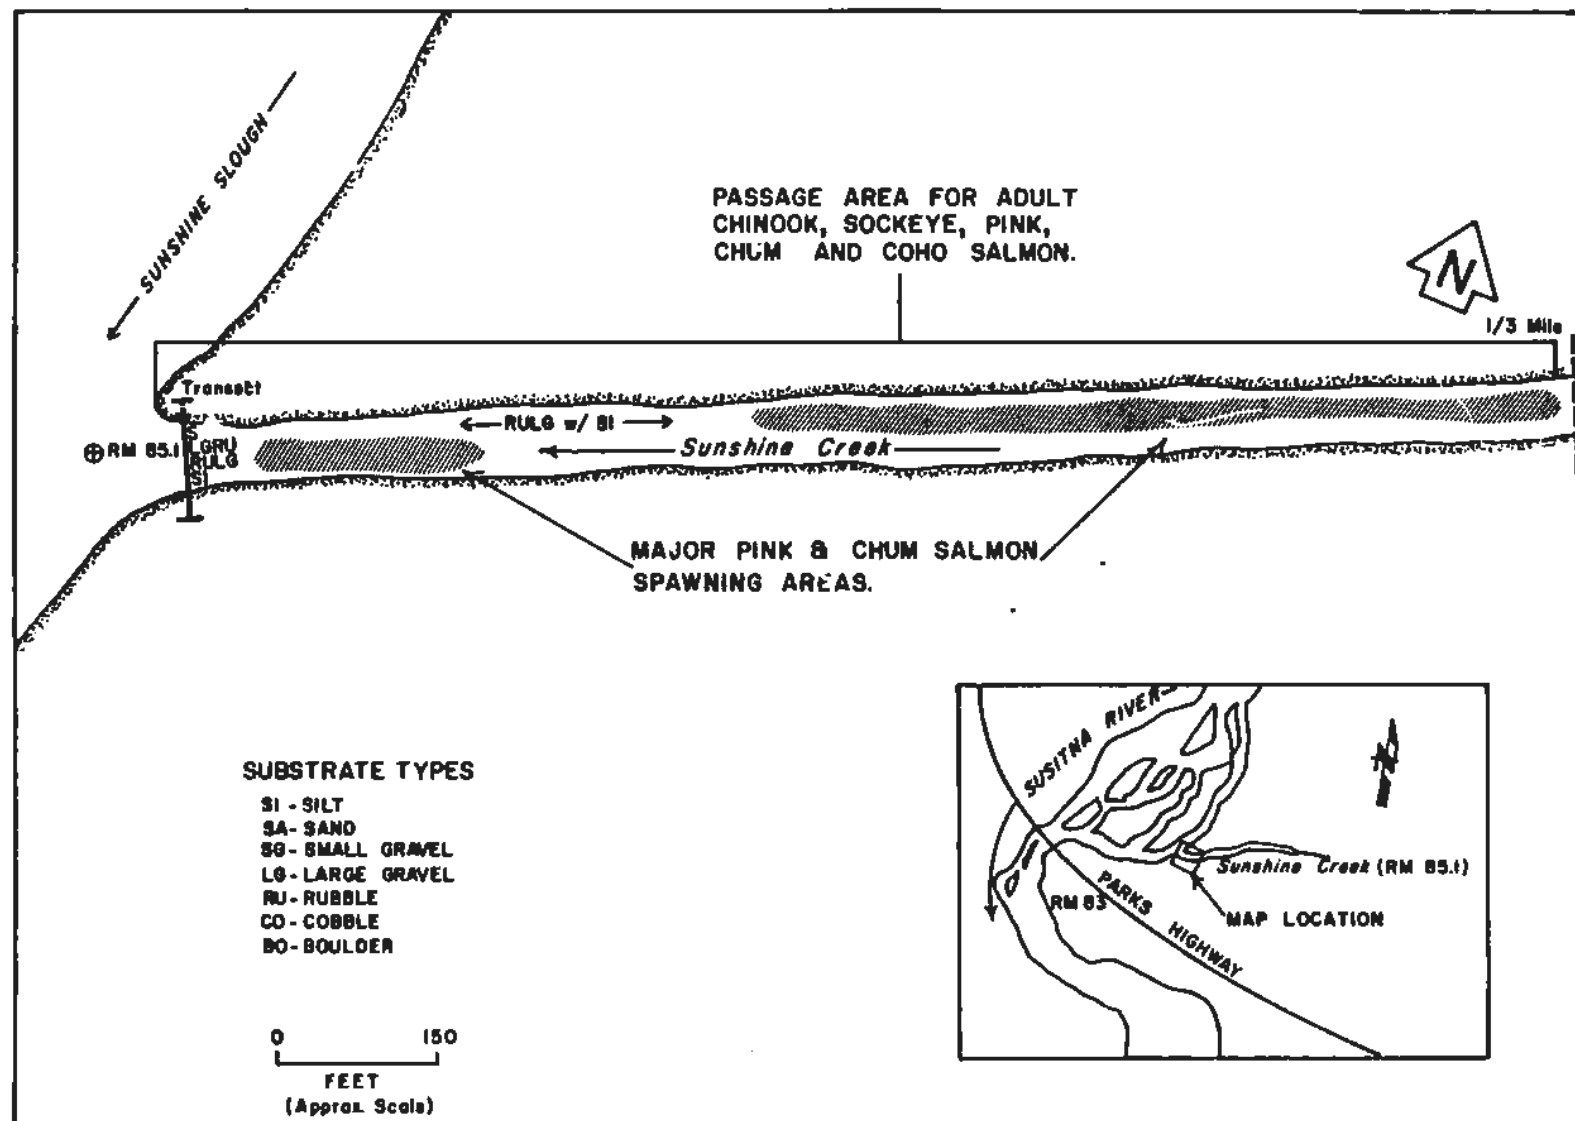 SUNSHINE SLOUGH
PASSAGE AREA FOR ADULT
CHINOOK, SOCKEYE, PINK,
CHUM AND COHO SALMON.
N
1/3 Mile
Transect
RULG w/ SI
RM 85.1
SI
LGRU
RULG
SI
Sunshine Creek
MAJOR PINK & CHUM SALMON
SPAWNING AREAS.
SUBSTRATE TYPES
SI - SILT
SA - SAND
SG - SMALL GRAVEL
LG - LARGE GRAVEL
RU - RUBBLE
CO - COBBLE
BO - BOULDER
0 150
FEET
(Approx. Scale)
SUSITNA RIVER
N
Sunshine Creek (RM 85.1)
RM 83
PARKS HIGHWAY
MAP LOCATION